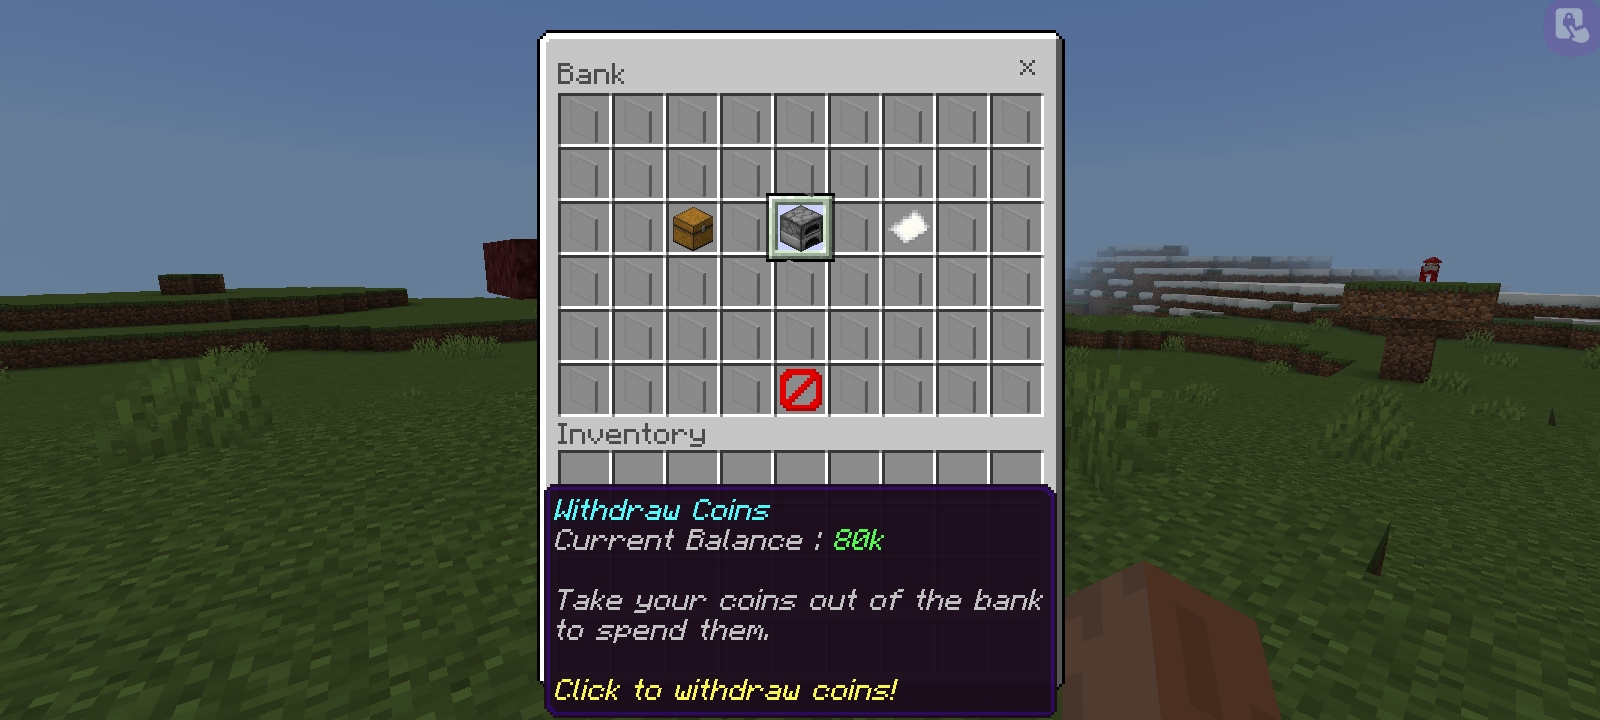 Bank
Inventory
Withdraw Coins
Current Balance : 80k
Take your coins out of the bank
to spend them.
Click to withdraw coins!